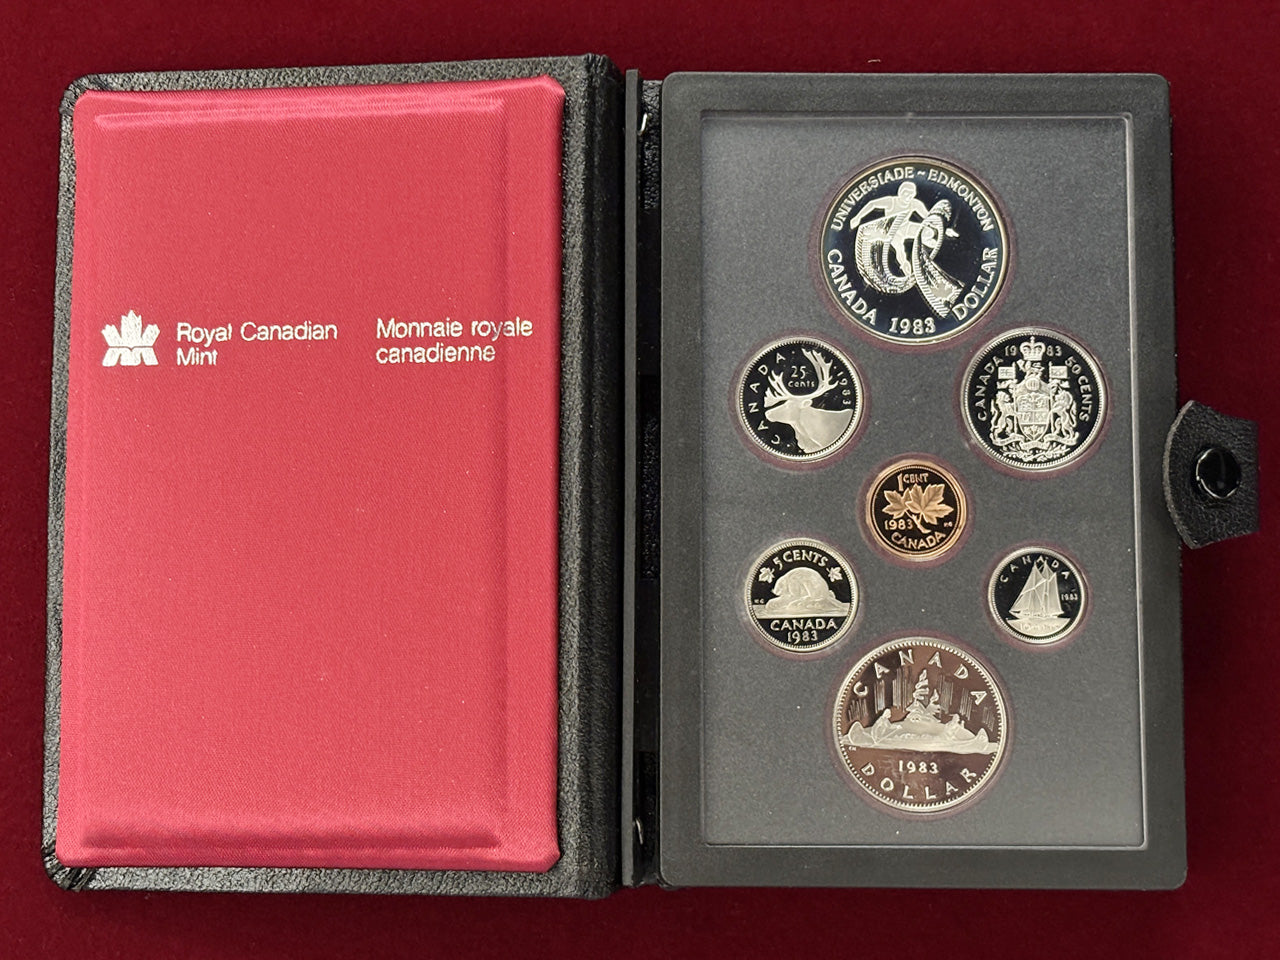 Royal Canadian
Mint
Monnaie royale
canadienne
UNIVERSIADE ~ EDMONTON
CANADA 1983 DOLLAR
CANADA 25 cents 1983
CANADA 1983 50 CENTS
1 CENT
1983
CANADA
5 CENTS
CANADA
1983
CANADA
1983
CANADA
1983
DOLLAR